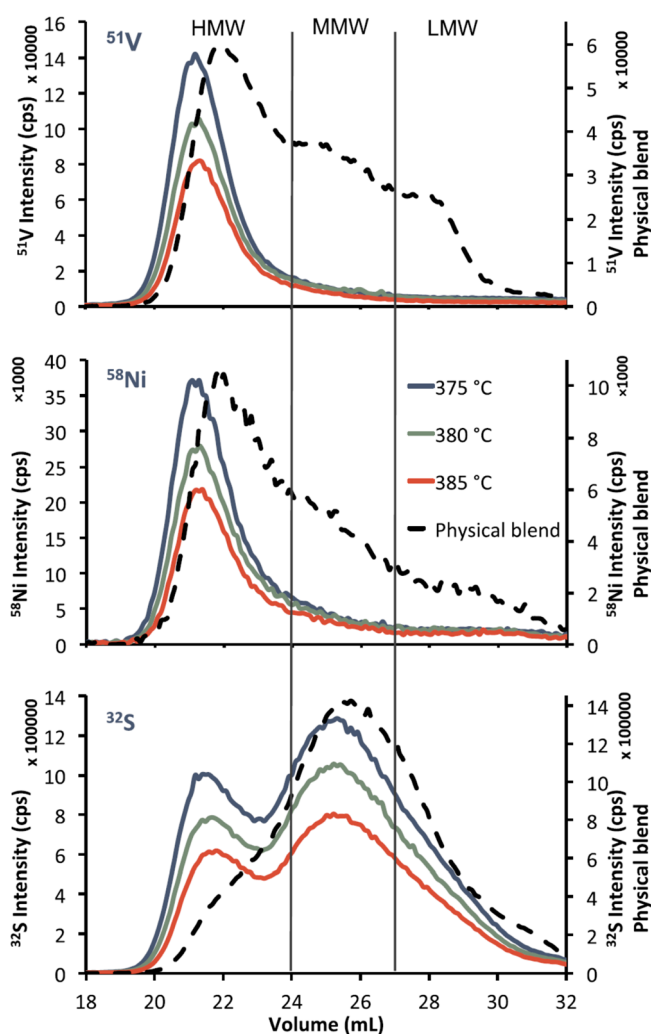 HMW MMW LMW
⁵¹V
⁵¹V Intensity (cps)
x 10000
16
14
12
10
8
6
4
2
0
x 10000
6
5
4
3
2
1
0
⁵¹V Intensity (cps)
Physical blend
⁵⁸Ni
⁵⁸Ni Intensity (cps)
×1000
40
35
30
25
20
15
10
5
0
375 °C
380 °C
385 °C
Physical blend
×1000
10
8
6
4
2
0
⁵⁸Ni Intensity (cps)
Physical blend
³²S
³²S Intensity (cps)
x 100000
14
12
10
8
6
4
2
0
x 100000
14
12
10
8
6
4
2
0
³²S Intensity (cps)
Physical blend
18 20 22 24 26 28 30 32
Volume (mL)